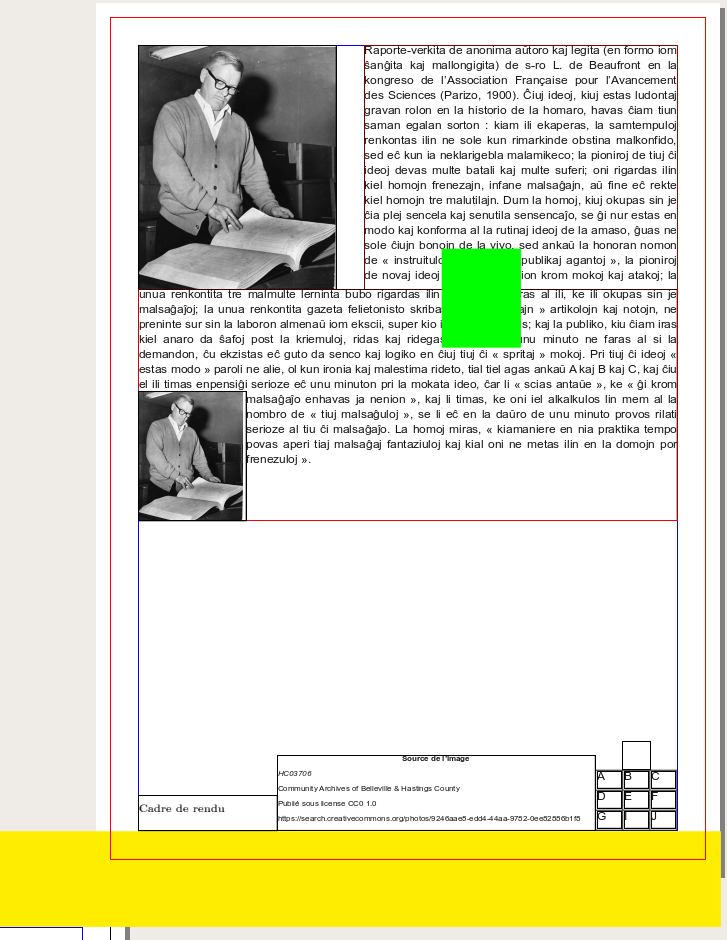 Raporte-verkita de anonima aŭtoro kaj legita (en formo iom
ŝanĝita kaj mallongigita) de s-ro L. de Beaufront en la
kongreso de l'Association Française pour l'Avancement
des Sciences (Parizo, 1900). Ĉiuj ideoj, kiuj estas ludontaj
gravan rolon en la historio de la homaro, havas ĉiam tiun
saman egalan sorton : kiam ili ekaperas, la samtempuloj
renkontas ilin ne sole kun rimarkinde obstina malkonfido,
sed eĉ kun ia neklarigebla malamikeco; la pioniroj de tiuj ĉi
ideoj devas multe batali kaj multe suferi; oni rigardas ilin
kiel homojn frenezajn, infane malsaĝajn, aŭ fine eĉ rekte
kiel homojn tre malutilajn. Dum la homoj, kiuj okupas sin je
ĉia plej sencela kaj senutila sensencaĵo, se ĝi nur estas en
modo kaj konforma al la rutinaj ideoj de la amaso, ĝuas ne
sole ĉiujn bonojn de la vivo, sed ankaŭ la honoran nomon
de « instruitulo publikaj agantoj », la pioniroj
de novaj ideoj krom mokoj kaj atakoj; la
unua renkontita tre malmulte lerninta bubo rigardas ilin al ili, ke ili okupas sin je
malsaĝaĵoj; la unua renkontita gazeta felietonisto » artikolojn kaj notojn, ne
preninte sur sin la laboron almenaŭ iom ekscii, super kio kaj la publiko, kiu ĉiam iras
kiel anaro da ŝafoj post la kriemuloj, ridas kaj minuto ne faras al si la
demandon, ĉu ekzistas eĉ guto da senco kaj logiko en ĉiuj tiuj ĉi « spritaj » mokoj. Pri tiuj ĉi ideoj «
estas modo » paroli ne alie, ol kun ironia kaj malestima rideto, tial tiel agas ankaŭ A kaj B kaj C, kaj ĉiu
el ili timas enpensiĝi serioze eĉ unu minuton pri la mokata ideo, ĉar li « scias antaŭe », ke « ĝi krom
malsaĝaĵo enhavas ja nenion », kaj li timas, ke oni iel alkalkulos lin mem al la
nombro de « tiuj malsaĝuloj », se li eĉ en la daŭro de unu minuto provos rilati
serioze al tiu ĉi malsaĝaĵo. La homoj miras, « kiamaniere en nia praktika tempo
povas aperi tiaj malsaĝaj fantaziuloj kaj kial oni ne metas ilin en la domojn por
frenezuloj ».
Source de l'Image
HC03706
Community Archives of Belleville & Hastings County
Publié sous license CC0 1.0
https://search.creativecommons.org/photos/9246aae8-edd4-44aa-9782-0ee82886b1f8
Cadre de rendu
A B C
D E F
G I J